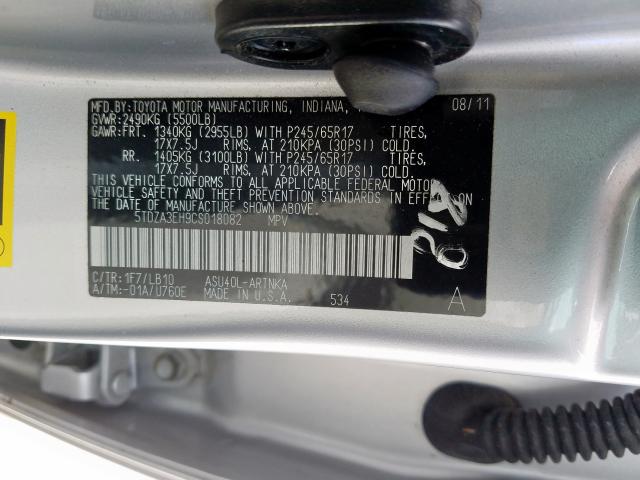 MFD.BY:TOYOTA MOTOR MANUFACTURING, INDIANA, 08/11
GVWR:2490KG (5500LB)
GAWR:FRT. 1340KG (2955LB) WITH P245/65R17 TIRES,
17X7.5J RIMS, AT 210KPA (30PSI) COLD.
RR. 1405KG (3100LB) WITH P245/65R17 TIRES,
17X7.5J RIMS, AT 210KPA (30PSI) COLD.
THIS VEHICLE CONFORMS TO ALL APPLICABLE FEDERAL MOTOR
VEHICLE SAFETY AND THEFT PREVENTION STANDARDS IN EFFECT ON
THE DATE OF MANUFACTURE SHOWN ABOVE.
5TDZA3EH9CS018082 MPV
018
C/TR:1F7/LB10 ASU40L-ARTNKA
A/TM:-01A/U760E MADE IN U.S.A. 534 A